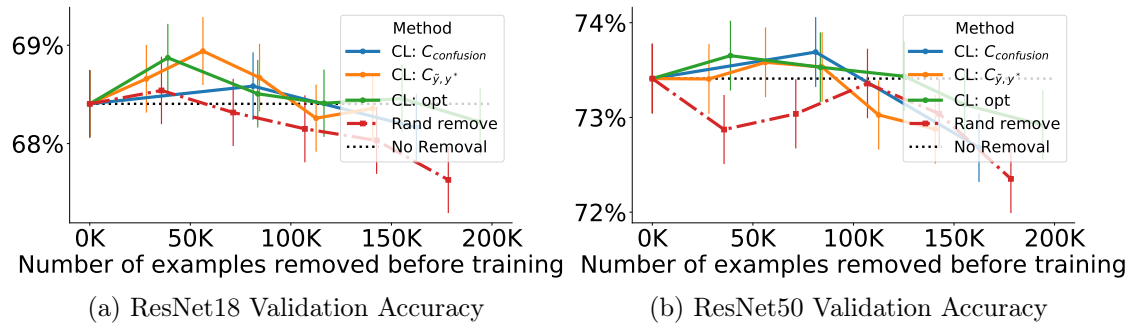 69%
68%
Method
CL: C_confusion
CL: C_ỹ,y*
CL: opt
Rand remove
No Removal
0K 50K 100K 150K 200K
Number of examples removed before training
(a) ResNet18 Validation Accuracy
74%
73%
72%
Method
CL: C_confusion
CL: C_ỹ,y*
CL: opt
Rand remove
No Removal
0K 50K 100K 150K 200K
Number of examples removed before training
(b) ResNet50 Validation Accuracy